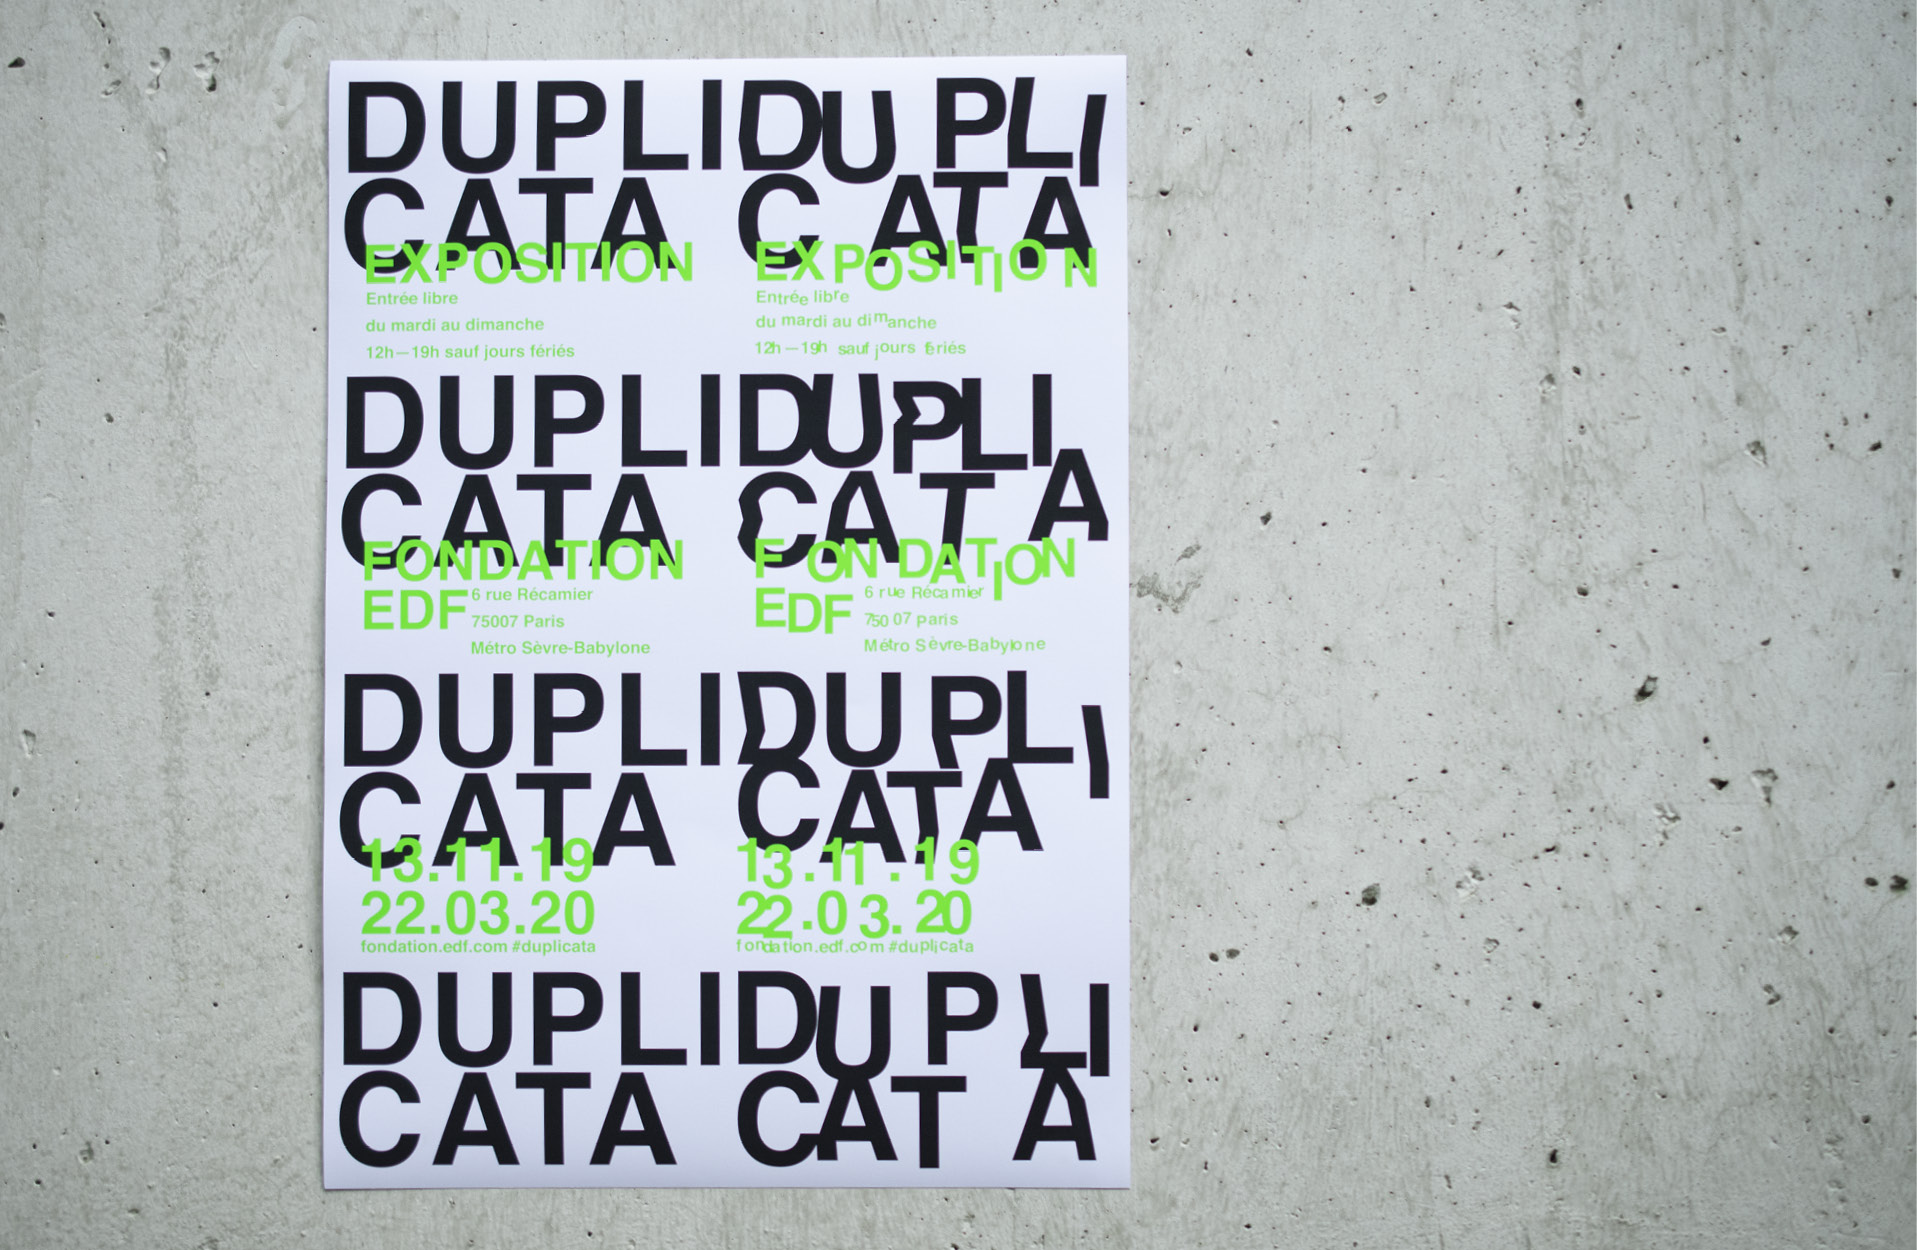 DUPLI DUPLI
CATA CATA
EXPOSITION EXPOSITION
Entrée libre Entrée libre
du mardi au dimanche du mardi au dimanche
12h—19h sauf jours fériés 12h—19h sauf jours fériés
DUPLI DUPLI
CATA CATA
FONDATION FONDATION
EDF EDF
6 rue Récamier 6 rue Récamier
75007 Paris 75007 Paris
Métro Sèvre-Babylone Métro Sèvre-Babylone
DUPLI DUPLI
CATA CATA
13.11.19 13.11.19
22.03.20 22.03.20
fondation.edf.com #duplicata fondation.edf.com #duplicata
DUPLI DUPLI
CATA CATA